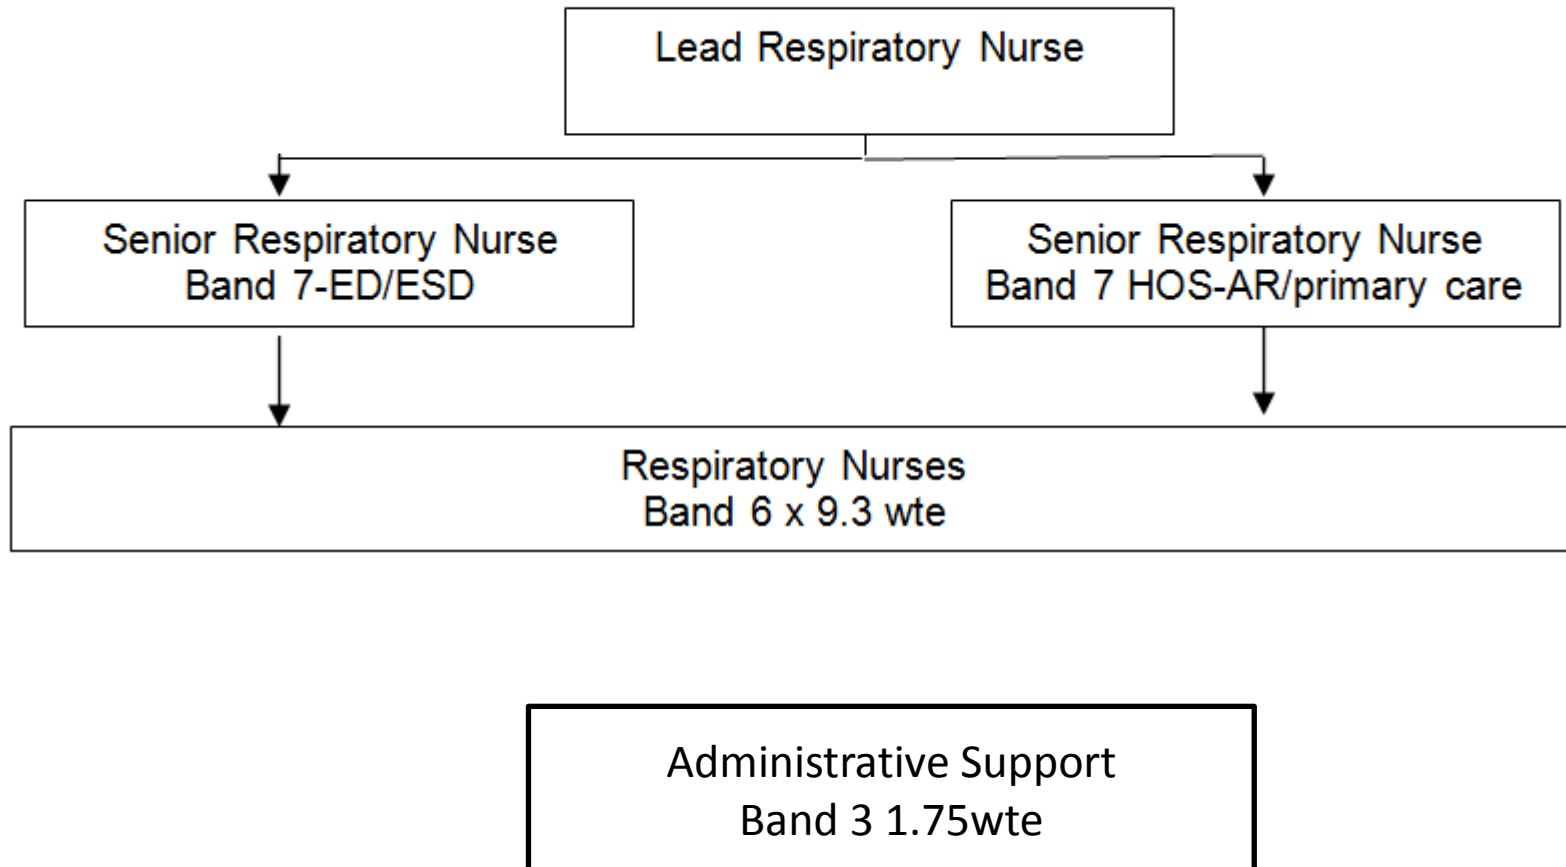 Lead Respiratory Nurse
Senior Respiratory Nurse
Band 7-ED/ESD
Senior Respiratory Nurse
Band 7 HOS-AR/primary care
Respiratory Nurses
Band 6 x 9.3 wte
Administrative Support
Band 3 1.75wte